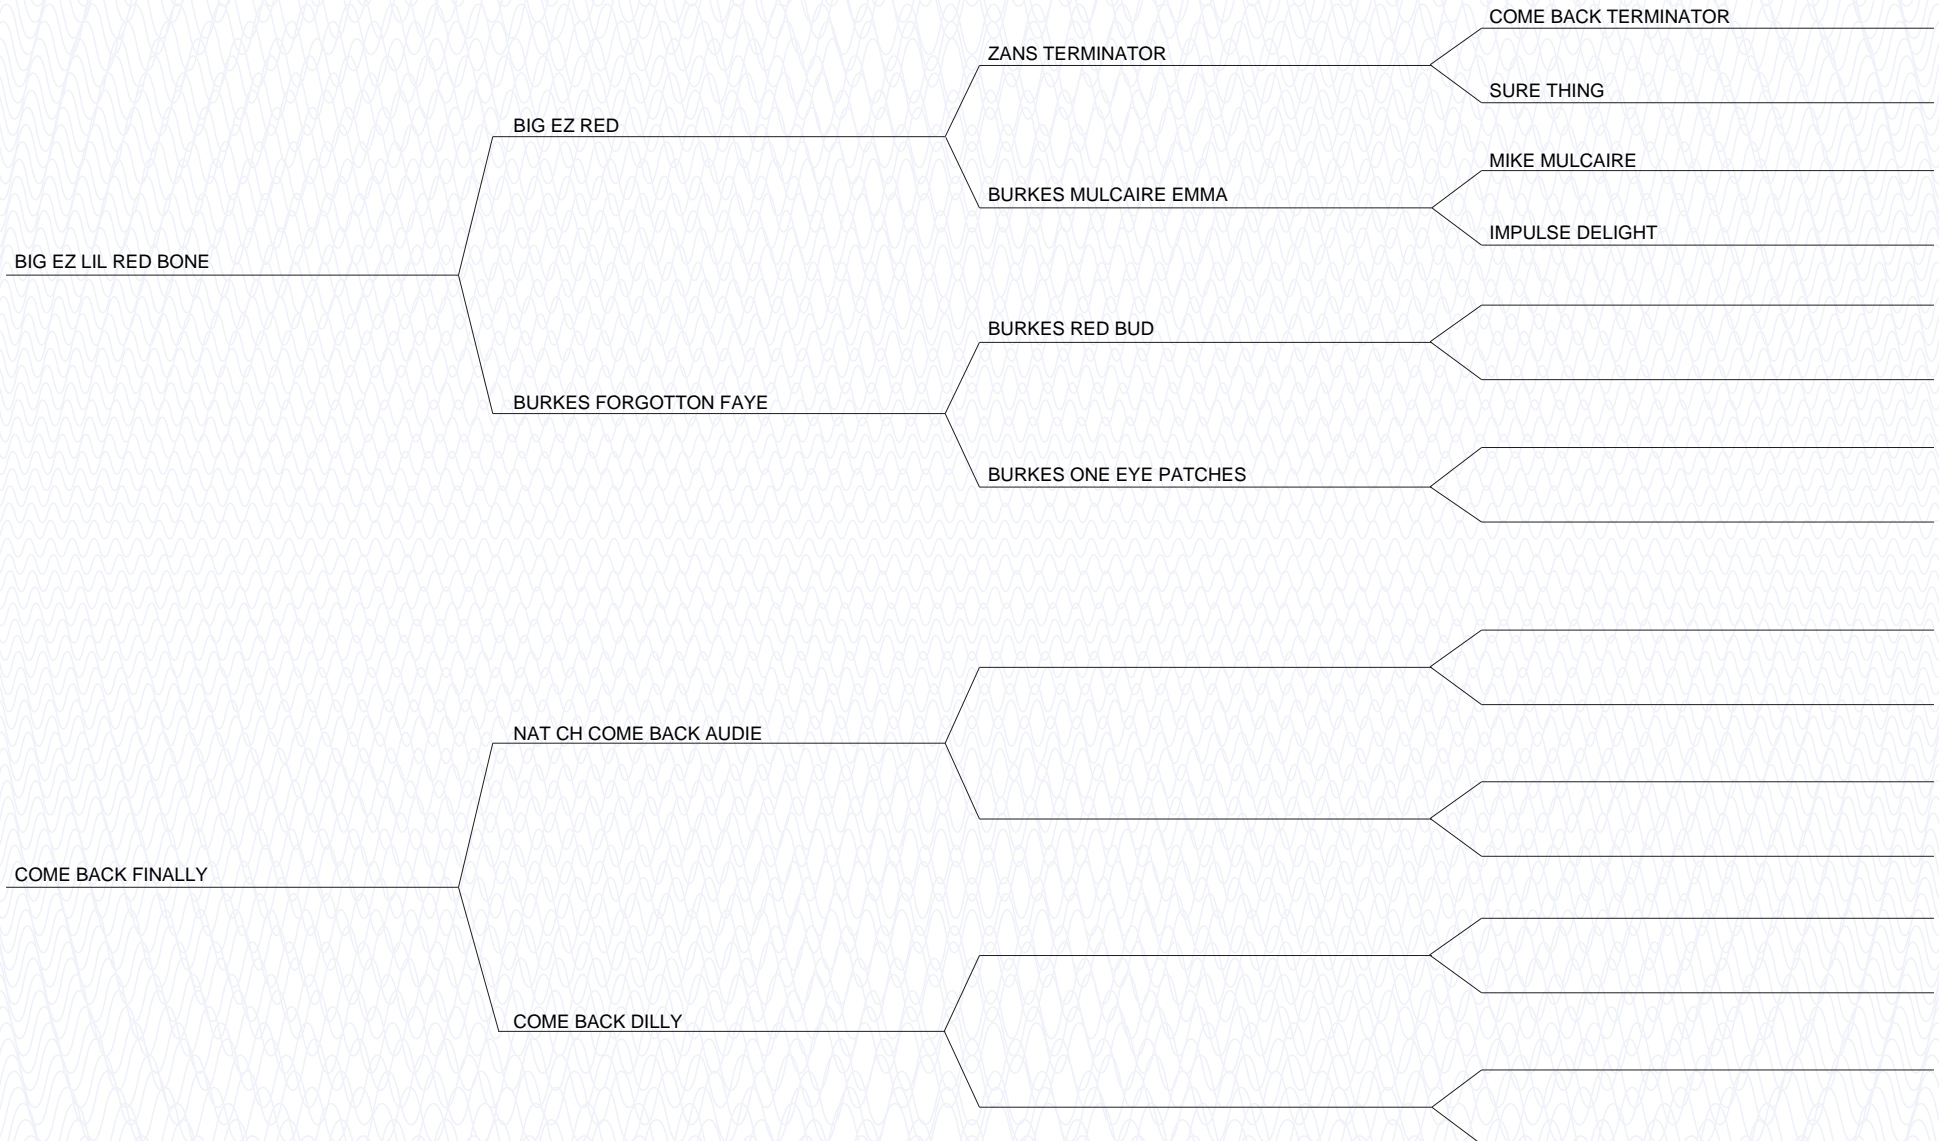 COME BACK TERMINATOR
ZANS TERMINATOR
SURE THING
BIG EZ RED
MIKE MULCAIRE
BURKES MULCAIRE EMMA
IMPULSE DELIGHT
BIG EZ LIL RED BONE
BURKES RED BUD
BURKES FORGOTTON FAYE
BURKES ONE EYE PATCHES
NAT CH COME BACK AUDIE
COME BACK FINALLY
COME BACK DILLY